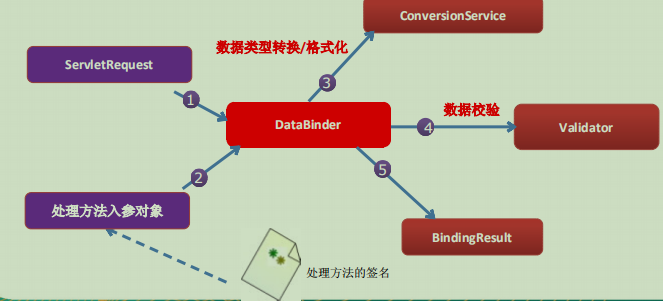 ConversionService
数据类型转换/格式化
ServletRequest
3
1
数据校验
DataBinder
4
Validator
2
5
处理方法入参对象
BindingResult
处理方法的签名